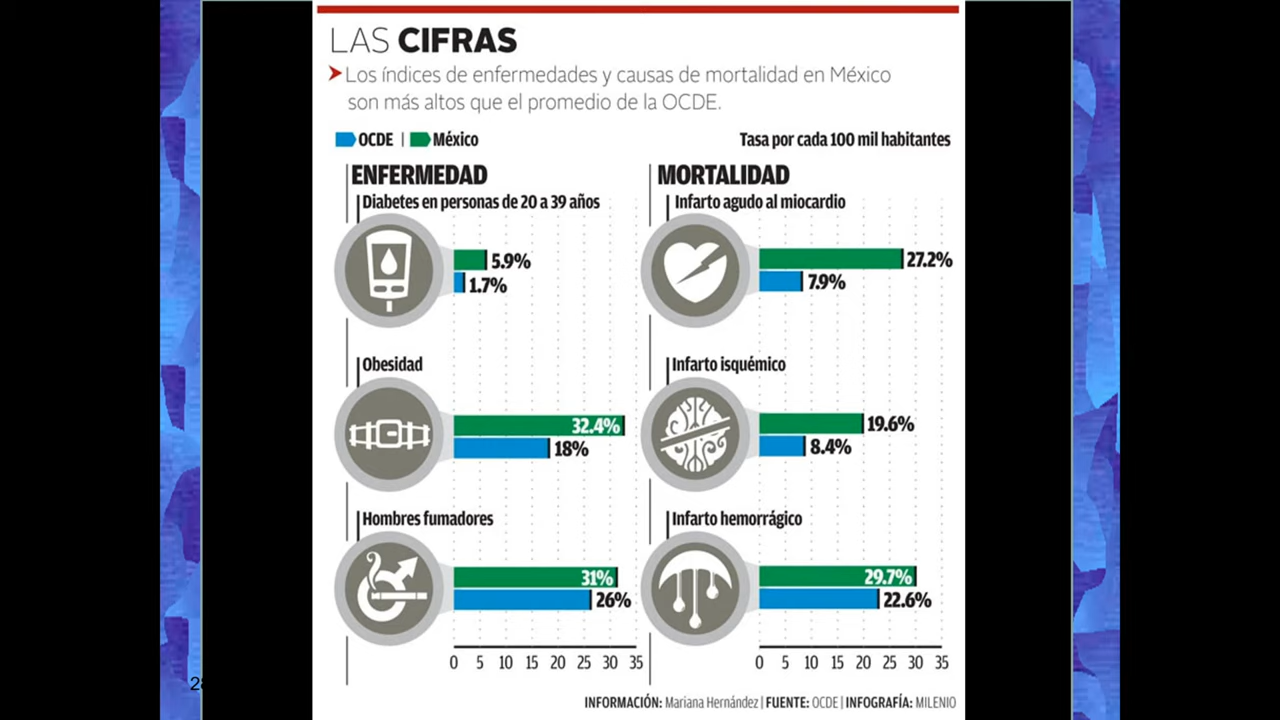 LAS CIFRAS
Los índices de enfermedades y causas de mortalidad en México
son más altos que el promedio de la OCDE.
OCDE | México
Tasa por cada 100 mil habitantes
ENFERMEDAD
Diabetes en personas de 20 a 39 años
5.9%
1.7%
Obesidad
32.4%
18%
Hombres fumadores
31%
26%
0 5 10 15 20 25 30 35
MORTALIDAD
Infarto agudo al miocardio
27.2%
7.9%
Infarto isquémico
19.6%
8.4%
Infarto hemorrágico
29.7%
22.6%
0 5 10 15 20 25 30 35
INFORMACIÓN: Mariana Hernández | FUENTE: OCDE | INFOGRAFÍA: MILENIO